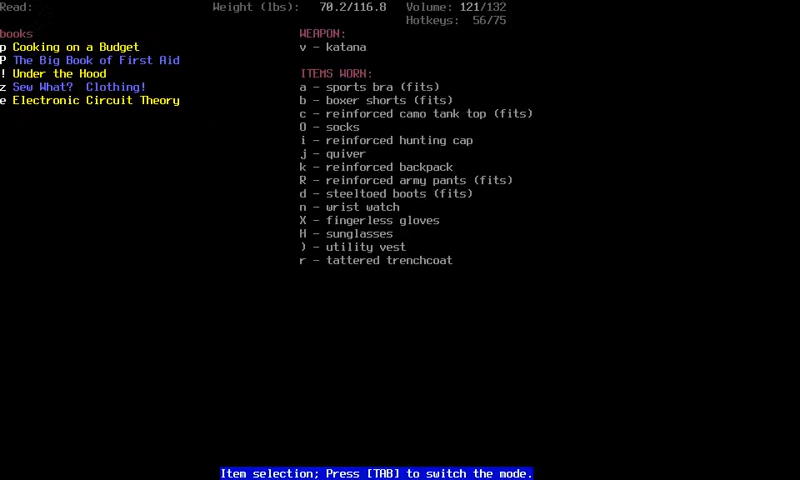 Read:
Weight (lbs): 70.2/116.8 Volume: 121/132
Hotkeys: 56/75
books
p Cooking on a Budget
P The Big Book of First Aid
! Under the Hood
z Sew What? Clothing!
e Electronic Circuit Theory
WEAPON:
v - katana
ITEMS WORN:
a - sports bra (fits)
b - boxer shorts (fits)
c - reinforced camo tank top (fits)
O - socks
i - reinforced hunting cap
j - quiver
k - reinforced backpack
R - reinforced army pants (fits)
d - steeltoed boots (fits)
n - wrist watch
X - fingerless gloves
H - sunglasses
) - utility vest
r - tattered trenchcoat
Item selection; Press [TAB] to switch the mode.